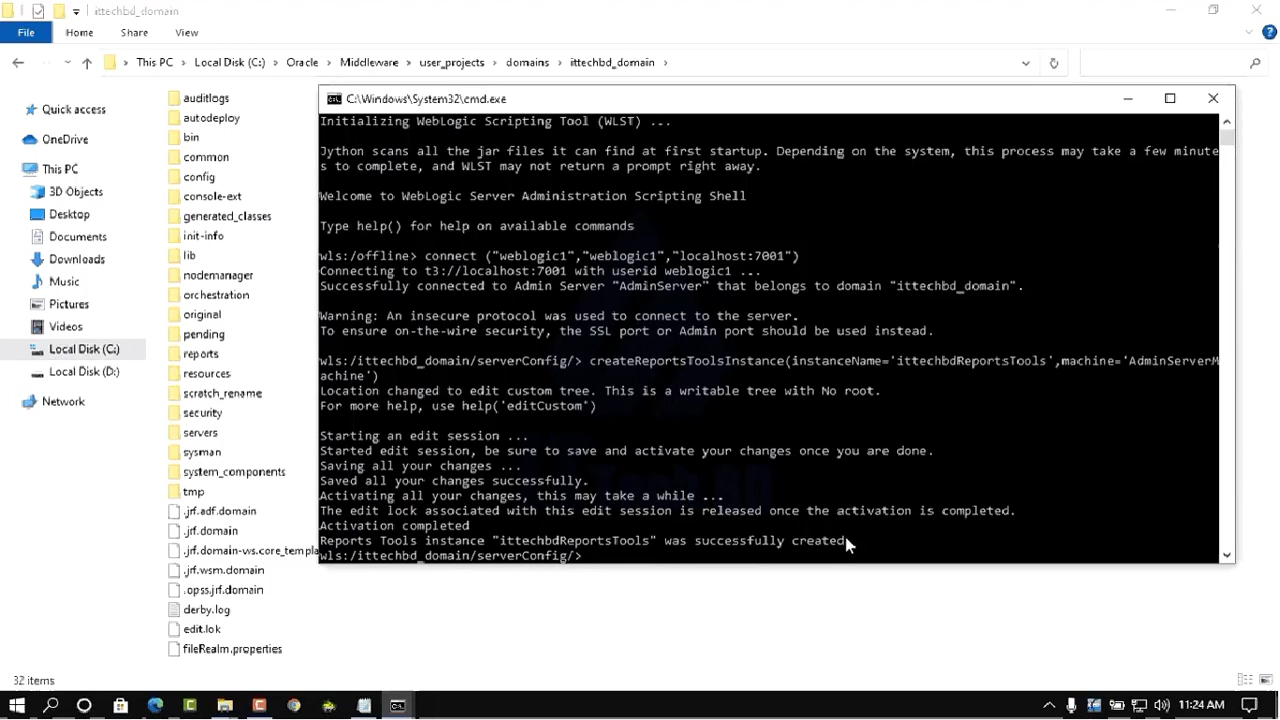 ittechbd_domain
File
Home
Share
View
This PC
Local Disk (C:)
Oracle
Middleware
user_projects
domains
ittechbd_domain
Quick access
OneDrive
This PC
3D Objects
Desktop
Documents
Downloads
Music
Pictures
Videos
Local Disk (C:)
Local Disk (D:)
Network
auditlogs
autodeploy
bin
common
config
console-ext
generated_classes
init-info
lib
nodemanager
orchestration
original
pending
reports
resources
scratch_rename
security
servers
sysman
system_components
tmp
.jrf.adf.domain
.jrf.domain
.jrf.domain-ws.core_templa
.jrf.wsm.domain
.opss.jrf.domain
derby.log
edit.lok
fileRealm.properties
C:\Windows\System32\cmd.exe
Initializing WebLogic Scripting Tool (WLST) ...
Jython scans all the jar files it can find at first startup. Depending on the system, this process may take a few minute
s to complete, and WLST may not return a prompt right away.
Welcome to WebLogic Server Administration Scripting Shell
Type help() for help on available commands
wls:/offline> connect ("weblogic1","weblogic1","localhost:7001")
Connecting to t3://localhost:7001 with userid weblogic1 ...
Successfully connected to Admin Server "AdminServer" that belongs to domain "ittechbd_domain".
Warning: An insecure protocol was used to connect to the server.
To ensure on-the-wire security, the SSL port or Admin port should be used instead.
wls:/ittechbd_domain/serverConfig/> createReportsToolsInstance(instanceName='ittechbdReportsTools',machine='AdminServerM
achine')
Location changed to edit custom tree. This is a writable tree with No root.
For more help, use help('editCustom')
Starting an edit session ...
Started edit session, be sure to save and activate your changes once you are done.
Saving all your changes ...
Saved all your changes successfully.
Activating all your changes, this may take a while ...
The edit lock associated with this edit session is released once the activation is completed.
Activation completed
Reports Tools instance "ittechbdReportsTools" was successfully created.
wls:/ittechbd_domain/serverConfig/>
32 items
11:24 AM